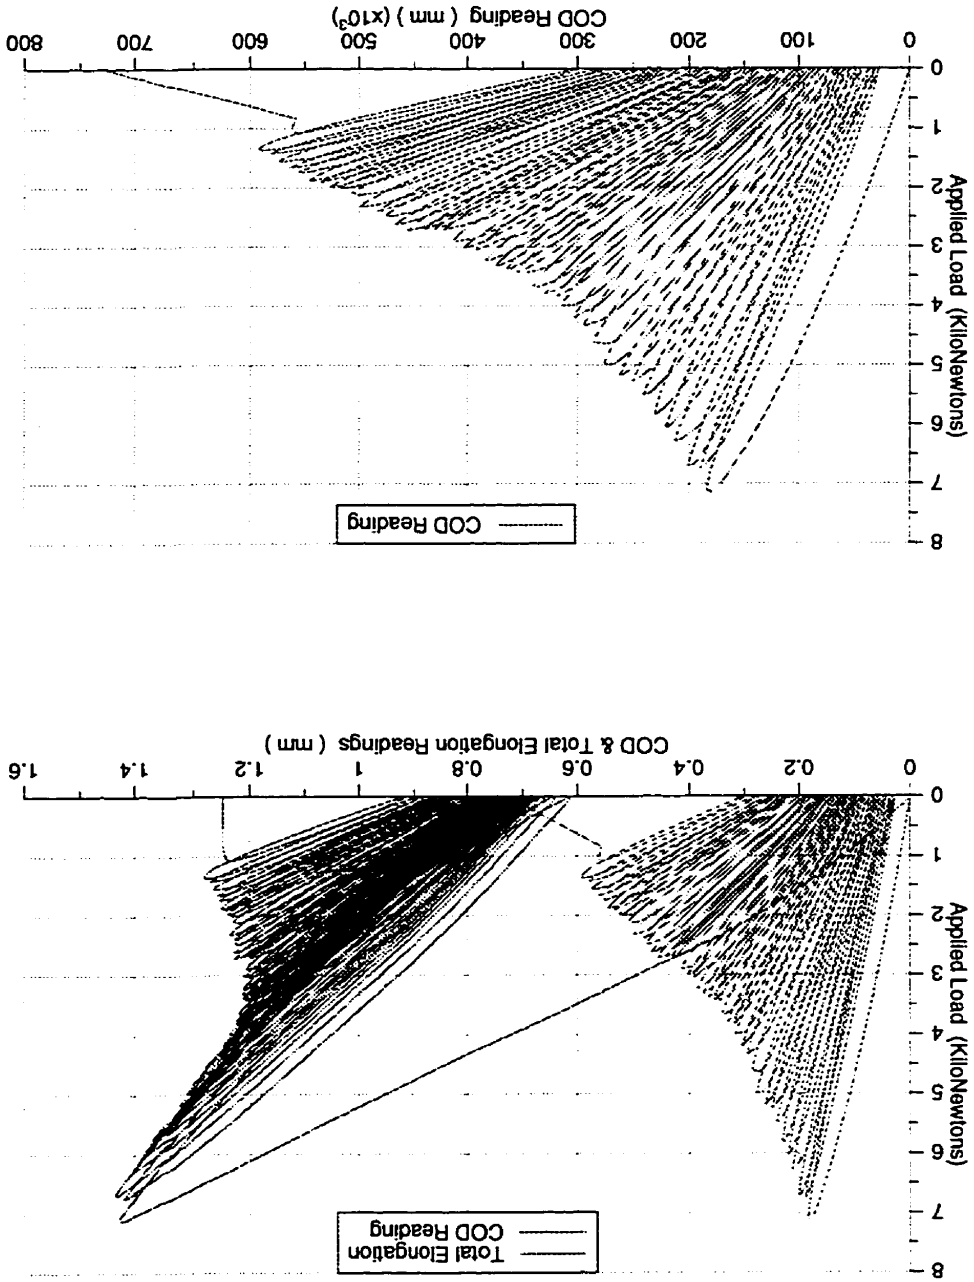 Total Elongation
COD Reading
Applied Load (KiloNewtons)
8
7
6
5
4
3
2
1
0
0 0.2 0.4 0.6 0.8 1 1.2 1.4 1.6
COD & Total Elongation Readings ( mm )
COD Reading
Applied Load (KiloNewtons)
8
7
6
5
4
3
2
1
0
0 100 200 300 400 500 600 700 800
COD Reading ( mm ) (x10³)